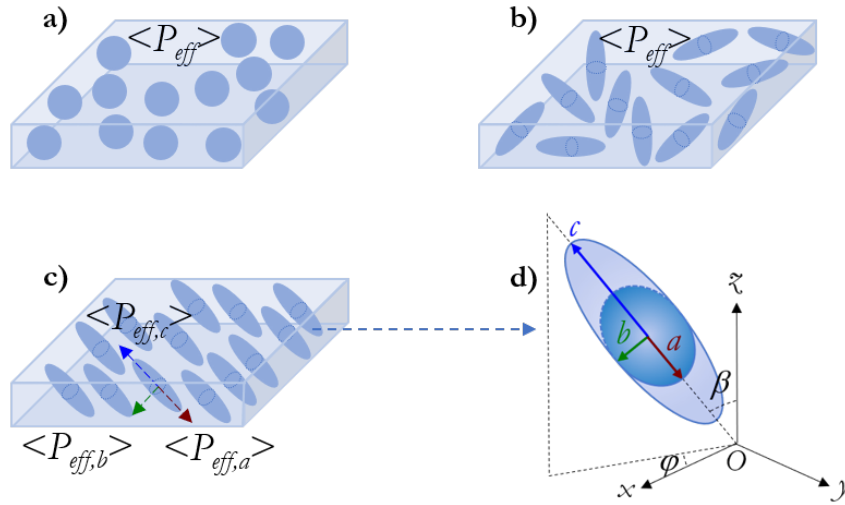 a)
<P_eff>
b)
<P_eff>
c)
<P_eff,c>
<P_eff,b>
<P_eff,a>
d)
c
b
a
z
β
φ
O
x
y